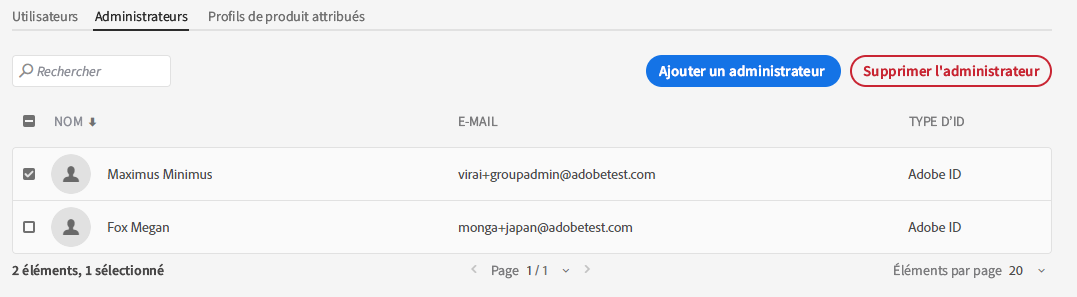 Utilisateurs Administrateurs Profils de produit attribués
Rechercher Ajouter un administrateur Supprimer l'administrateur
NOM E-MAIL TYPE D'ID
Maximus Minimus virai+groupadmin@adobetest.com Adobe ID
Fox Megan monga+japan@adobetest.com Adobe ID
2 éléments, 1 sélectionné Page 1 / 1 Éléments par page 20